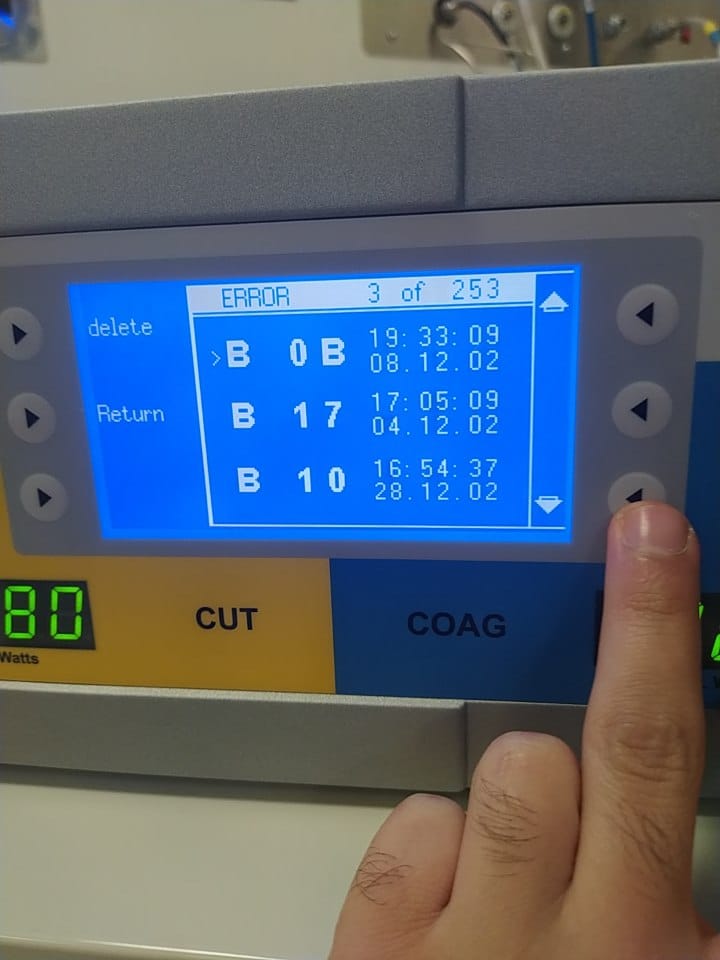 ERROR 3 of 253
delete
>B 0B 19:33:09
08.12.02
Return
B 17 17:05:09
04.12.02
B 10 16:54:37
28.12.02
80
Watts
CUT
COAG